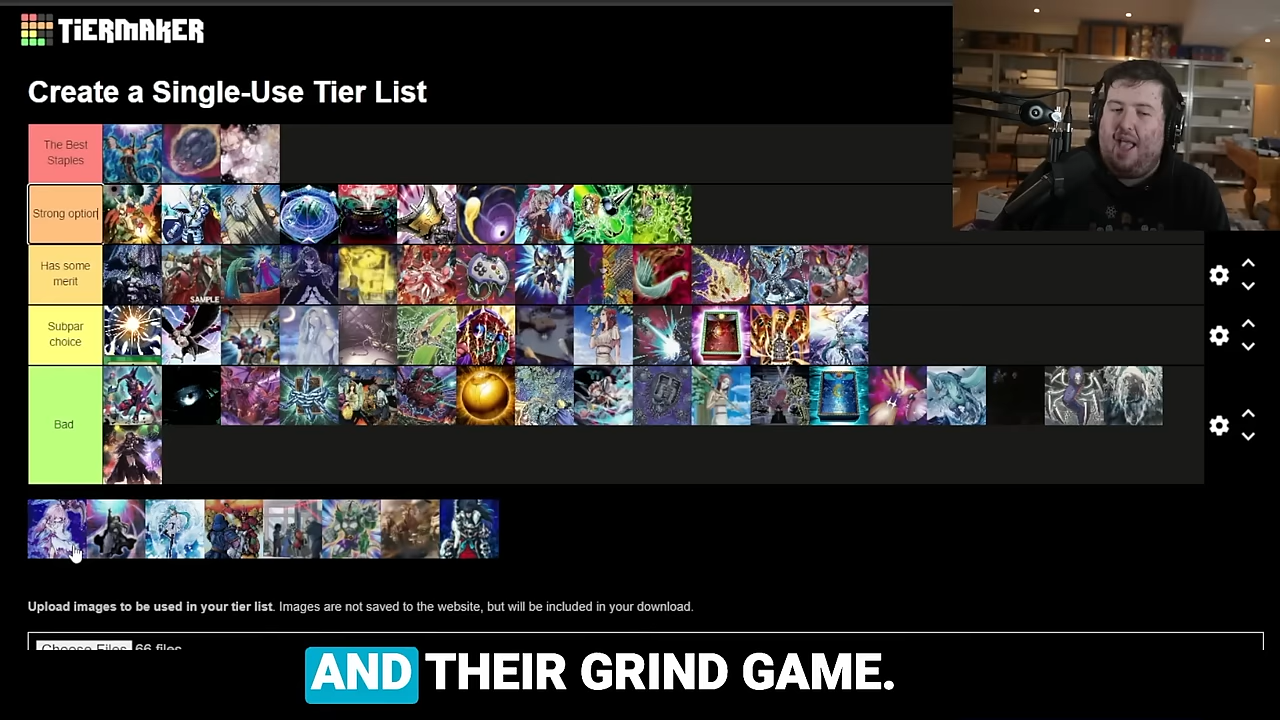 TiERMAKER
Create a Single-Use Tier List
The Best
Staples
Strong option
Has some
merit
SAMPLE
Subpar
choice
Bad
Upload images to be used in your tier list. Images are not saved to the website, but will be included in your download.
Choose Files 66 files
AND THEIR GRIND GAME.